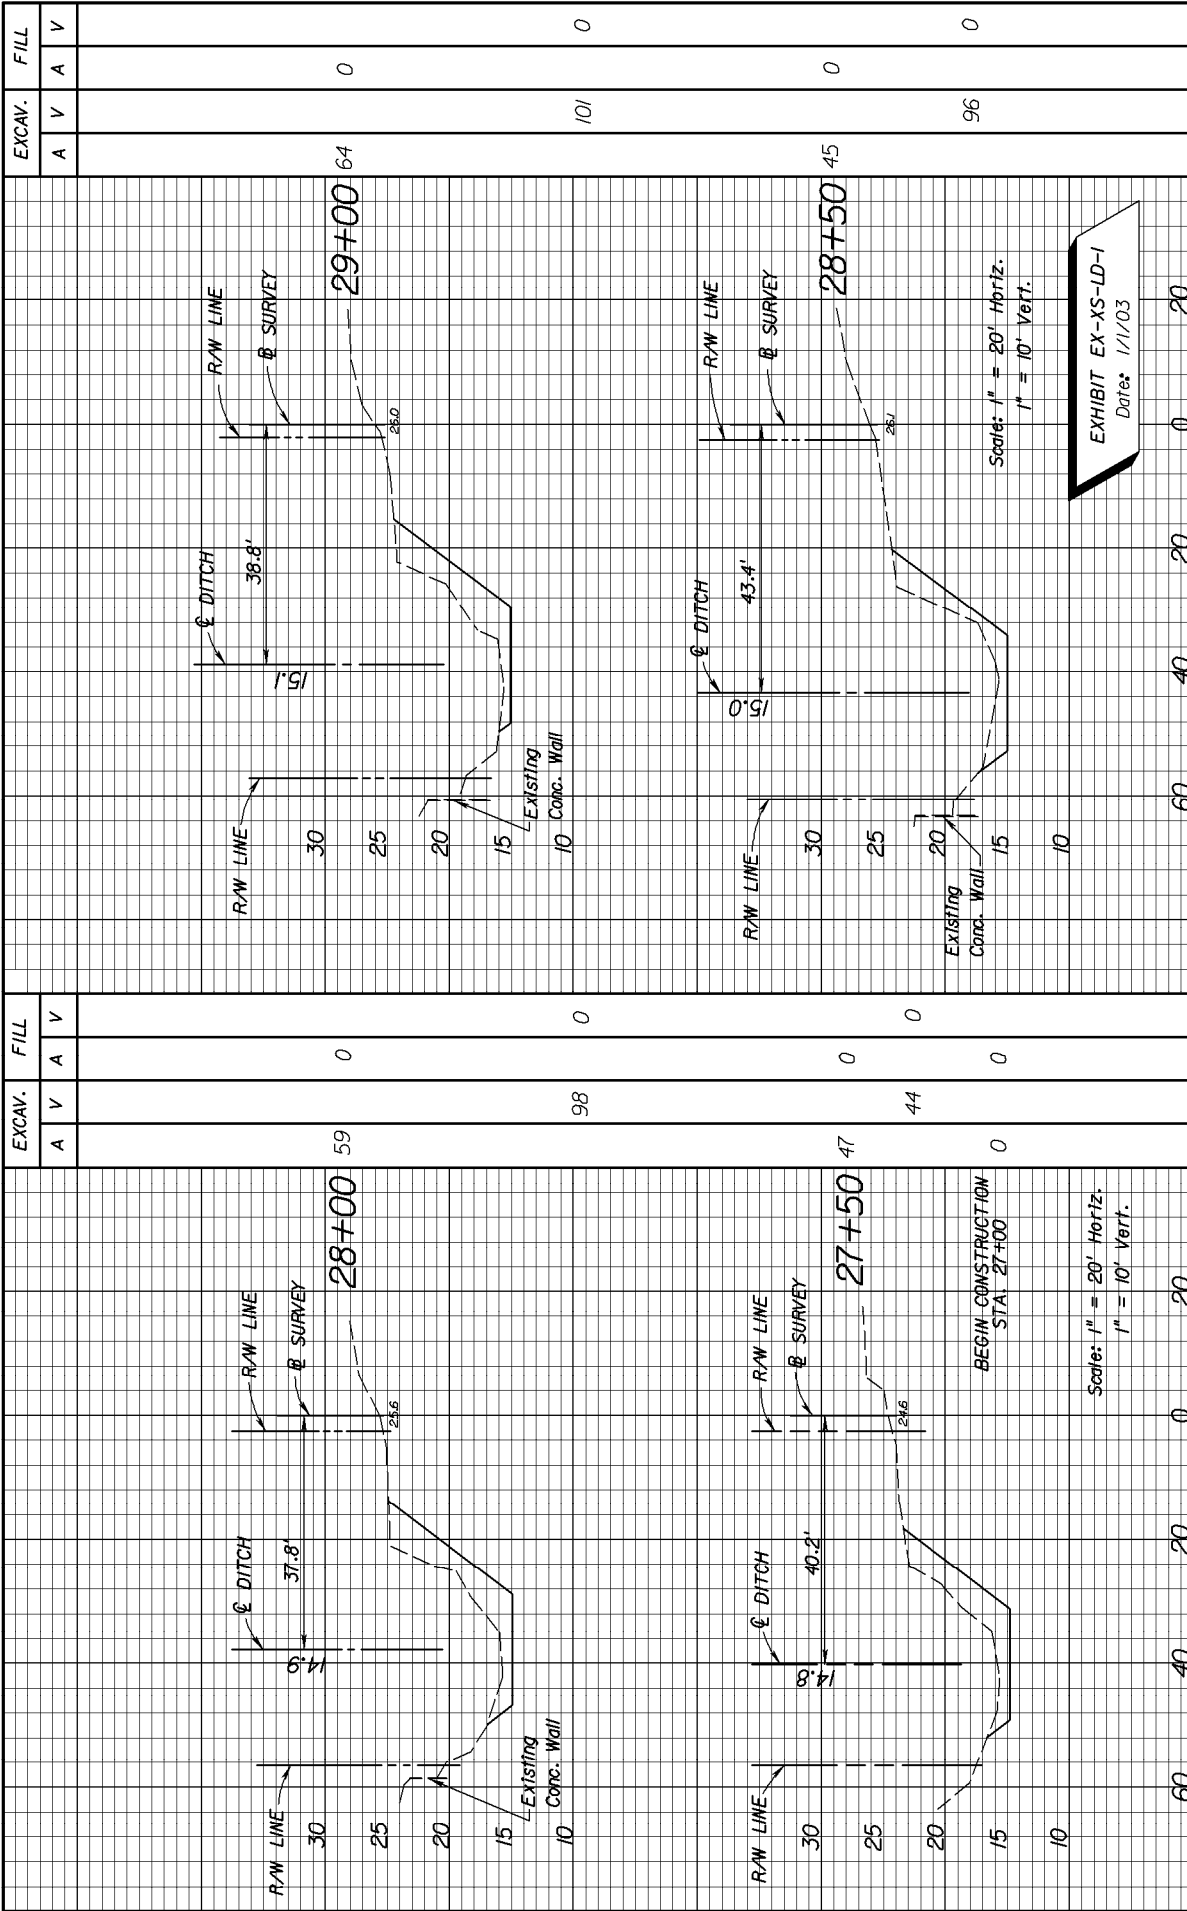 EXCAV. FILL
A V A V
28+00 59 0
98 0
27+50 47 0
44 0
0 0
R/W LINE
℄ DITCH
R/W LINE
B SURVEY
37.8'
14.9
25.6
30
25
20
15
10
Existing
Conc. Wall
R/W LINE
℄ DITCH
R/W LINE
B SURVEY
40.2'
14.8
24.6
30
25
20
15
10
BEGIN CONSTRUCTION
STA. 27+00
Scale: 1" = 20' Horiz.
1" = 10' Vert.
60 40 20 0 20
EXCAV. FILL
A V A V
29+00 64 0
101 0
28+50 45 0
96 0
R/W LINE
℄ DITCH
R/W LINE
B SURVEY
38.8'
15.1
26.0
30
25
20
15
10
Existing
Conc. Wall
R/W LINE
℄ DITCH
R/W LINE
B SURVEY
43.4'
15.0
26.1
30
25
20
15
10
Existing
Conc. Wall
Scale: 1" = 20' Horiz.
1" = 10' Vert.
EXHIBIT EX-XS-LD-1
Date: 1/1/03
60 40 20 0 20